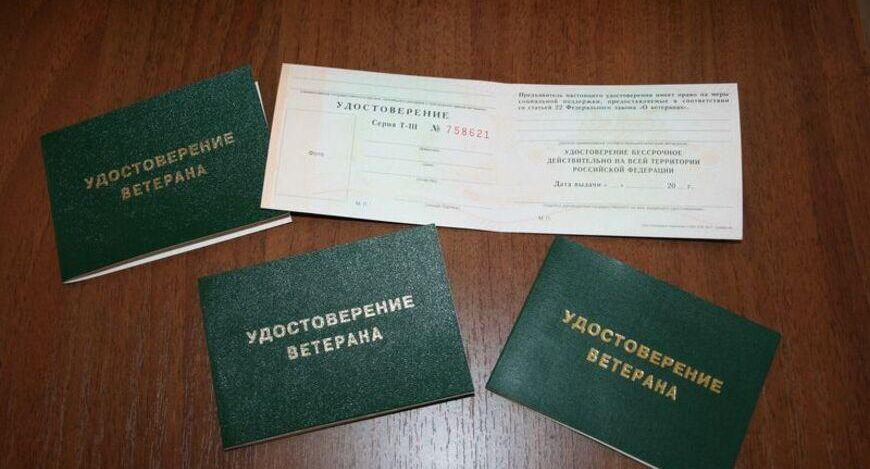 УДОСТОВЕРЕНИЕ
ВЕТЕРАНА
УДОСТОВЕРЕНИЕ
Серия Т-III № 758621
Фото
М.П.
Предъявитель настоящего удостоверения имеет право на меры
социальной поддержки, предоставляемые в соответствии
со статьей 22 Федерального закона «О ветеранах».
УДОСТОВЕРЕНИЕ БЕССРОЧНОЕ
ДЕЙСТВИТЕЛЬНО НА ВСЕЙ ТЕРРИТОРИИ
РОССИЙСКОЙ ФЕДЕРАЦИИ
Дата выдачи « » 20 г.
М.П.
УДОСТОВЕРЕНИЕ
ВЕТЕРАНА
УДОСТОВЕРЕНИЕ
ВЕТЕРАНА